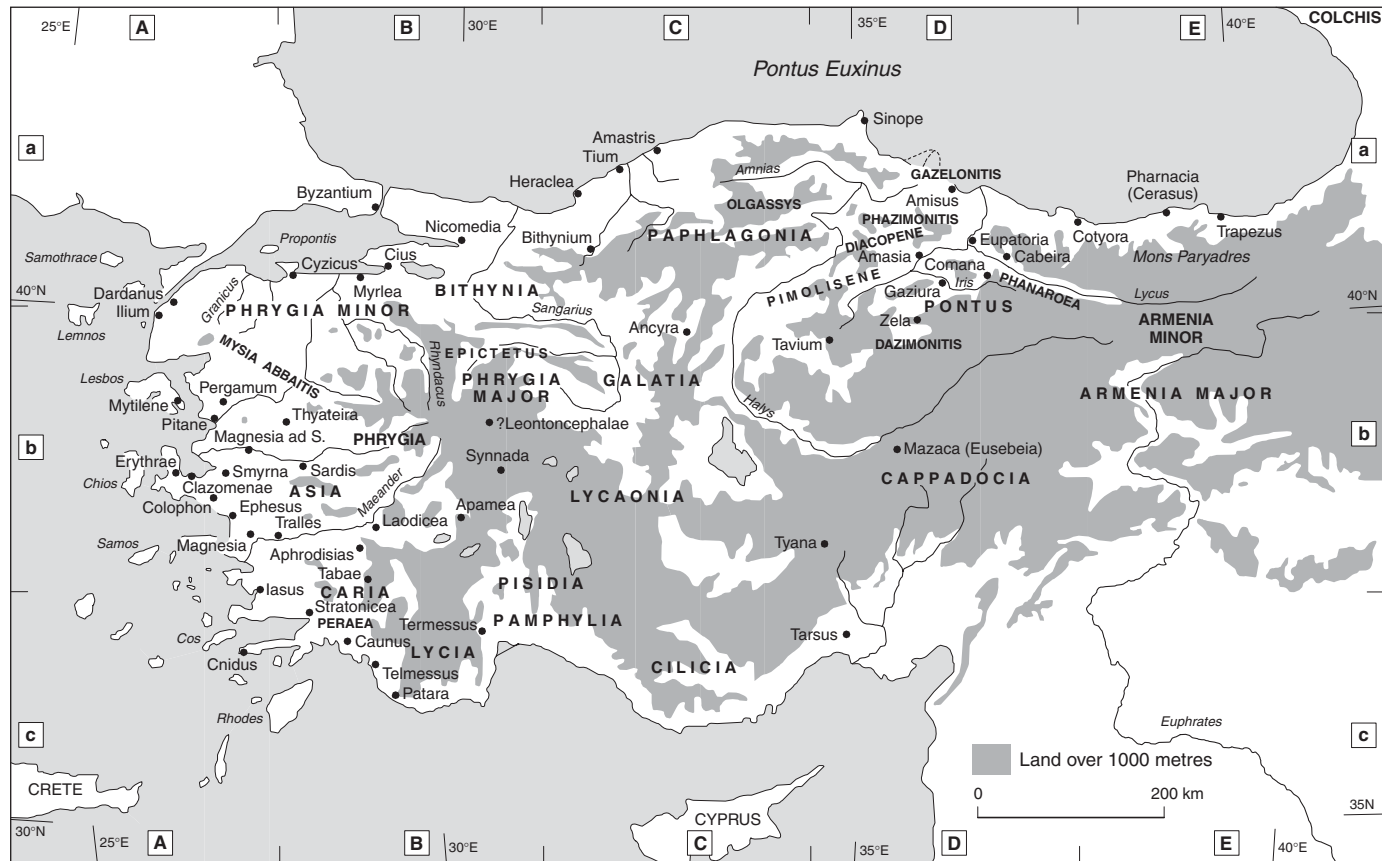 25°E
A
B
30°E
C
35°E
D
E
40°E
COLCHIS
Pontus Euxinus
a
a
Sinope
Amastris
Tium
Heraclea
Amnias
GAZELONITIS
Pharnacia
(Cerasus)
Byzantium
OLGASSYS
Amisus
PHAZIMONITIS
Nicomedia
Bithynium
PAPHLAGONIA
DIACOPENE
Eupatoria
Cotyora
Trapezus
Propontis
Samothrace
Cyzicus
Cius
Amasia
Comana
Cabeira
Mons Paryadres
40°N
Dardanus
Ilium
Granicus
Myrlea
BITHYNIA
PIMOLISENE
Gaziura
Iris
PHANAROEA
Lycus
40°N
Lemnos
PHRYGIA MINOR
Sangarius
Ancyra
Zela
PONTUS
ARMENIA
MINOR
MYSIA ABBAITIS
Rhyndacus
EPICTETUS
Tavium
DAZIMONITIS
Lesbos
Pergamum
PHRYGIA
MAJOR
GALATIA
ARMENIA MAJOR
Mytilene
Pitane
Thyateira
Halys
?Leontoncephalae
Magnesia ad S.
PHRYGIA
b
b
Mazaca (Eusebeia)
Erythrae
Smyrna
Sardis
Synnada
CAPPADOCIA
Chios
Clazomenae
ASIA
Maeander
LYCAONIA
Colophon
Ephesus
Apamea
Tralles
Laodicea
Samos
Magnesia
Tyana
Aphrodisias
Tabae
PISIDIA
Iasus
CARIA
Stratonicea
PERAEA
Termessus
PAMPHYLIA
Cos
Caunus
Tarsus
Cnidus
LYCIA
CILICIA
Telmessus
Patara
Rhodes
Euphrates
c
c
Land over 1000 metres
CRETE
0
200 km
35N
CYPRUS
30°N
25°E
A
B
30°E
C
35°E
D
E
40°E